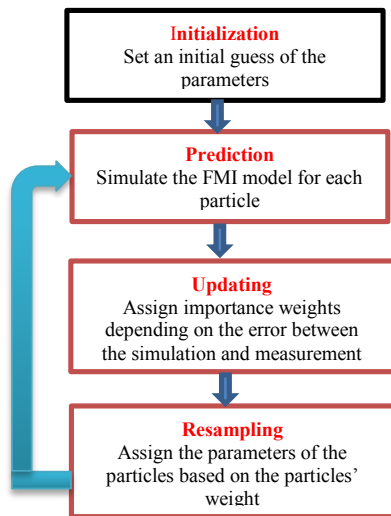 Initialization
Set an initial guess of the
parameters
Prediction
Simulate the FMI model for each
particle
Updating
Assign importance weights
depending on the error between
the simulation and measurement
Resampling
Assign the parameters of the
particles based on the particles’
weight